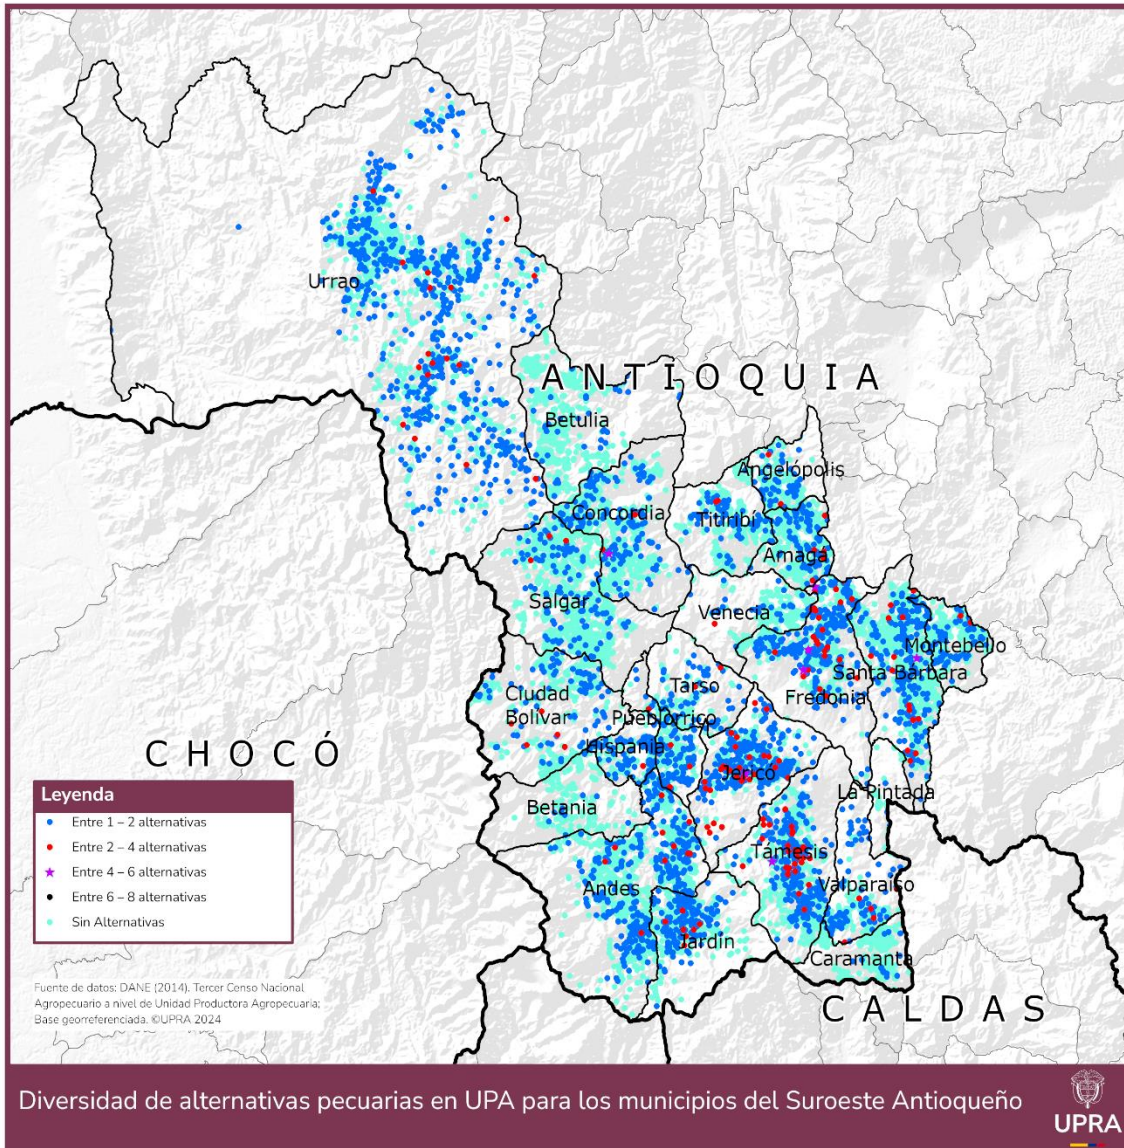 ANTIOQUIA
Urrao
Betulia
Angelópolis
Concordia
Titiribí
Amagá
Salgar
Venecia
Montebello
Santa Bárbara
Tarso
Fredonia
Ciudad
Bolívar
Pueblorrico
Hispania
CHOCÓ
Jericó
La Pintada
Betania
Támesis
Andes
Valparaíso
Jardín
Caramanta
CALDAS
Leyenda
Entre 1 – 2 alternativas
Entre 2 – 4 alternativas
Entre 4 – 6 alternativas
Entre 6 – 8 alternativas
Sin Alternativas
Fuente de datos: DANE (2014). Tercer Censo Nacional
Agropecuario a nivel de Unidad Productora Agropecuaria;
Base georreferenciada. ©UPRA 2024
Diversidad de alternativas pecuarias en UPA para los municipios del Suroeste Antioqueño
UPRA